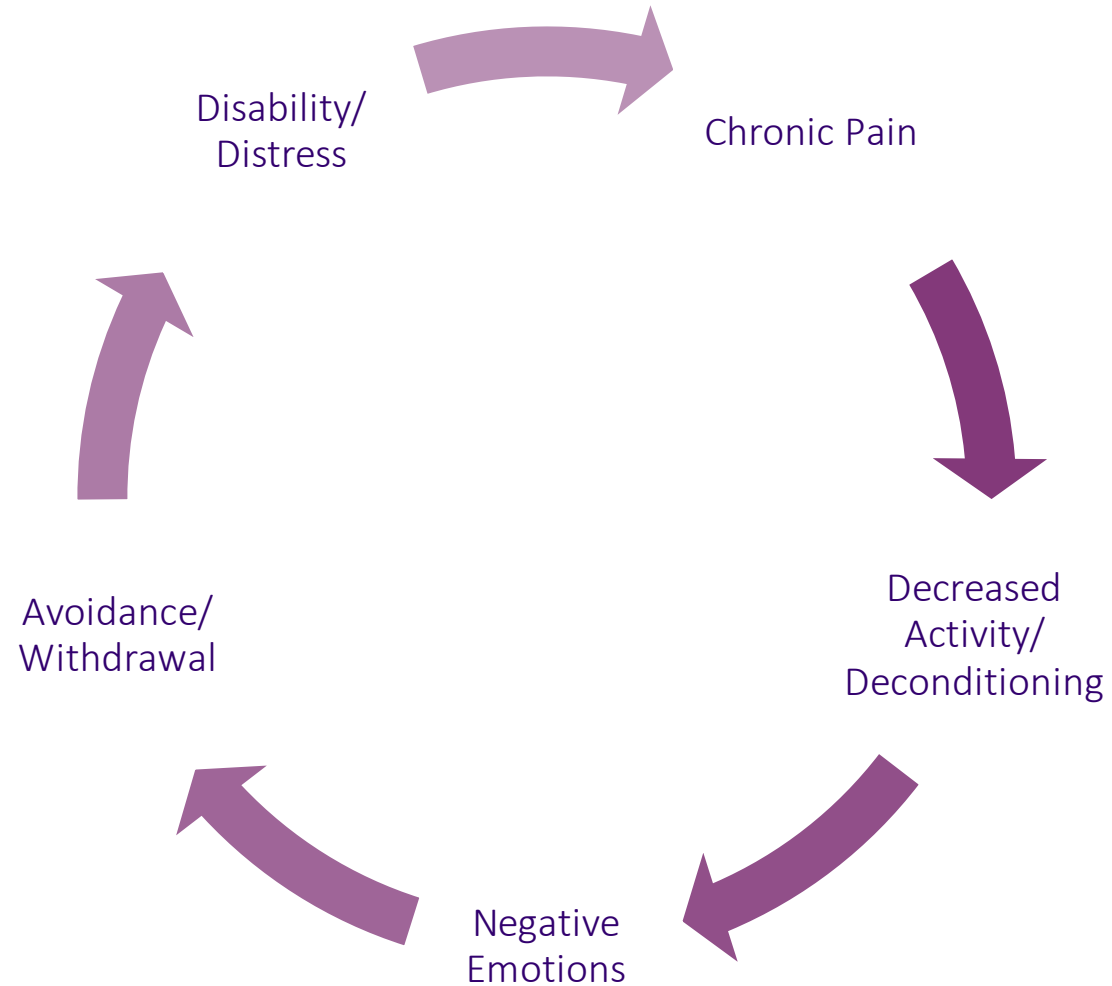 Disability/
Distress
Chronic Pain
Decreased
Activity/
Deconditioning
Negative
Emotions
Avoidance/
Withdrawal